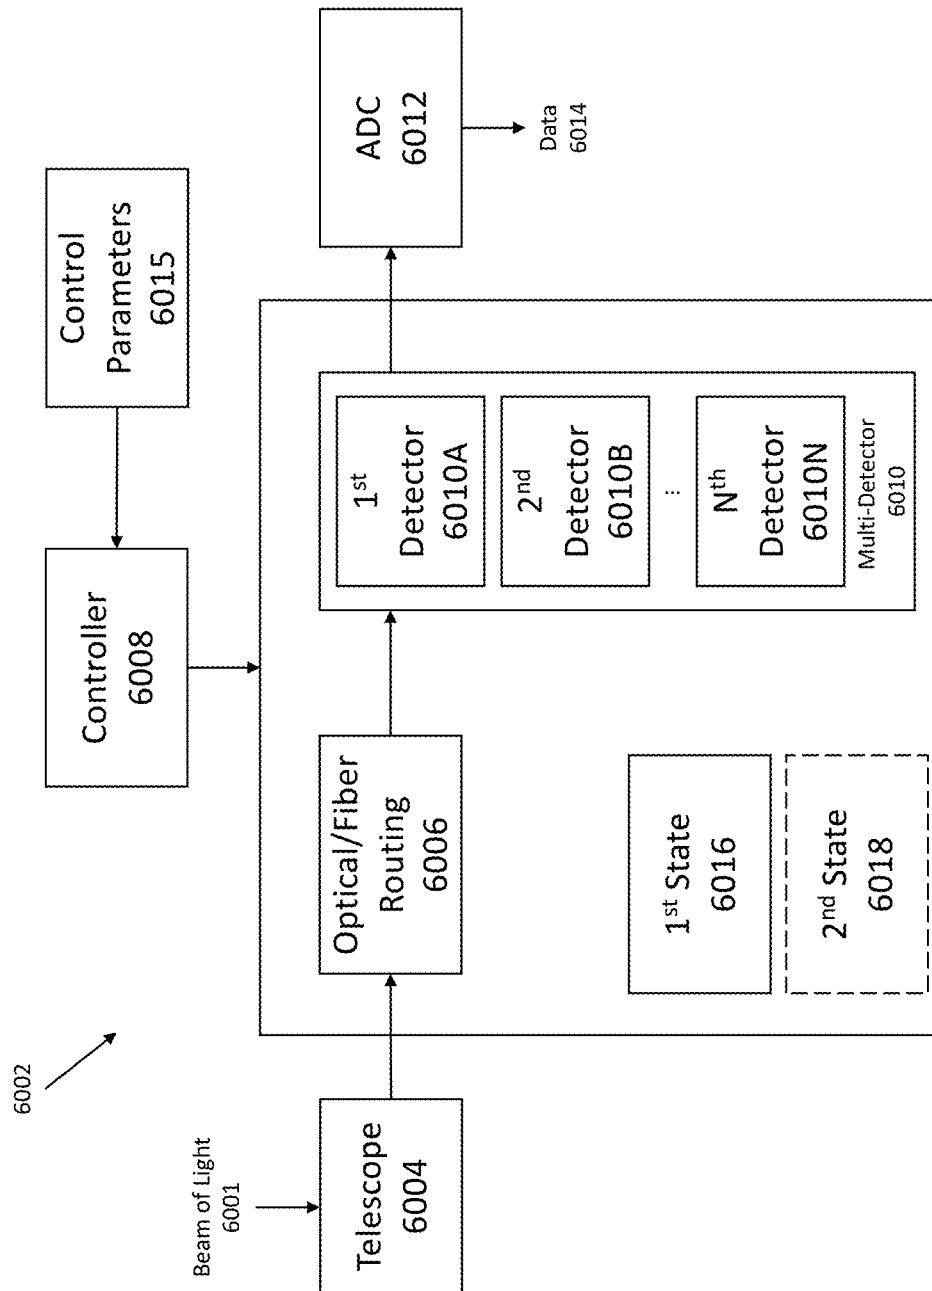 6002
Beam of Light
6001
Telescope
6004
Controller
6008
Control
Parameters
6015
Optical/Fiber
Routing
6006
1st State
6016
2nd State
6018
1st
Detector
6010A
2nd
Detector
6010B
...
Nth
Detector
6010N
Multi-Detector
6010
ADC
6012
Data
6014